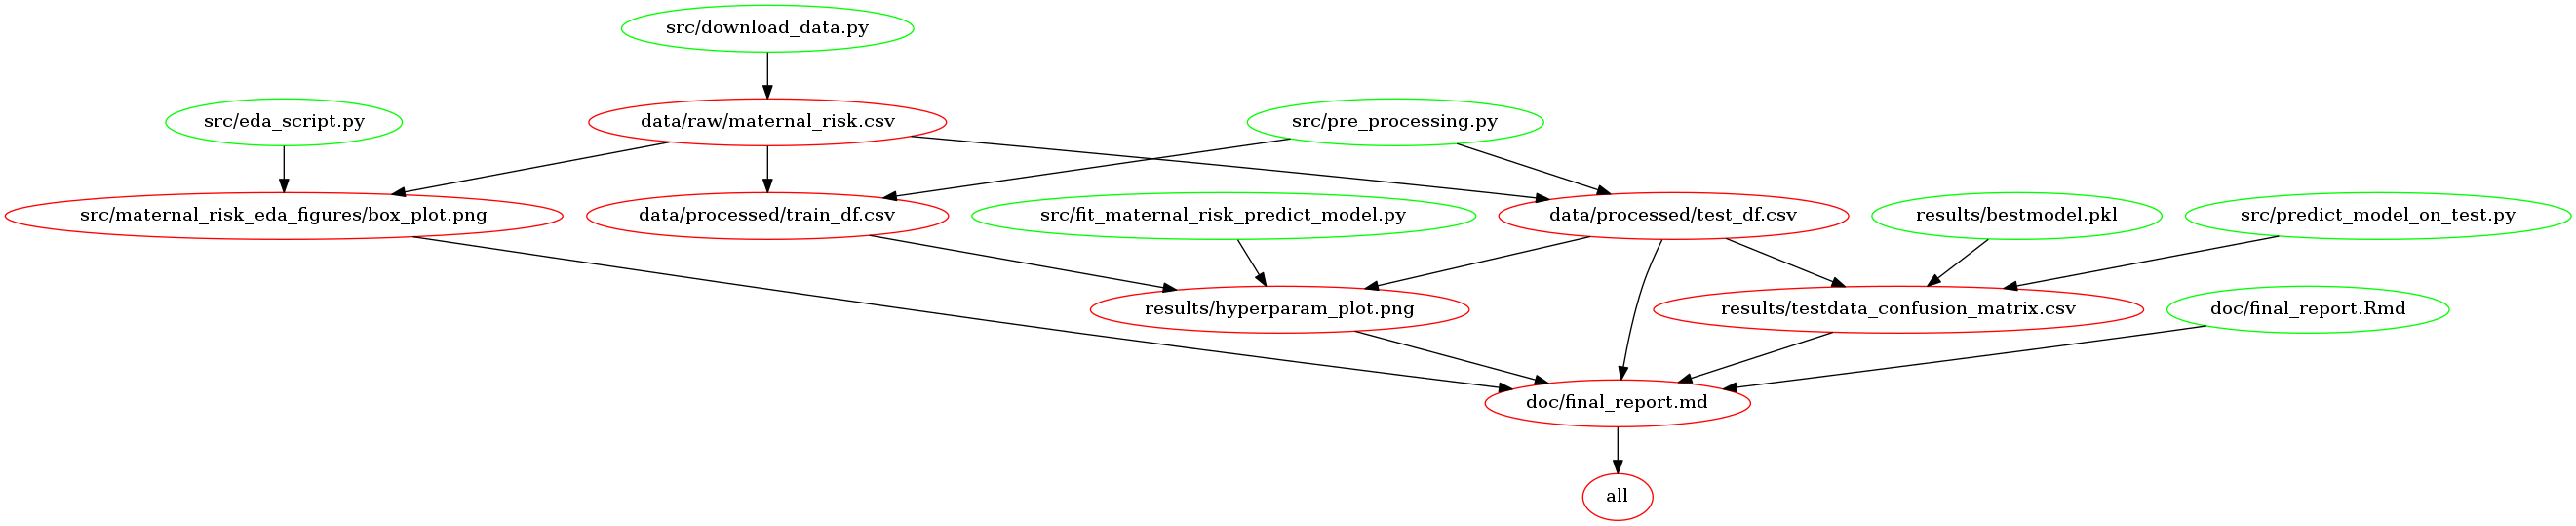 src/download_data.py
src/eda_script.py
data/raw/maternal_risk.csv
src/pre_processing.py
src/maternal_risk_eda_figures/box_plot.png
data/processed/train_df.csv
src/fit_maternal_risk_predict_model.py
data/processed/test_df.csv
results/bestmodel.pkl
src/predict_model_on_test.py
results/hyperparam_plot.png
results/testdata_confusion_matrix.csv
doc/final_report.Rmd
doc/final_report.md
all